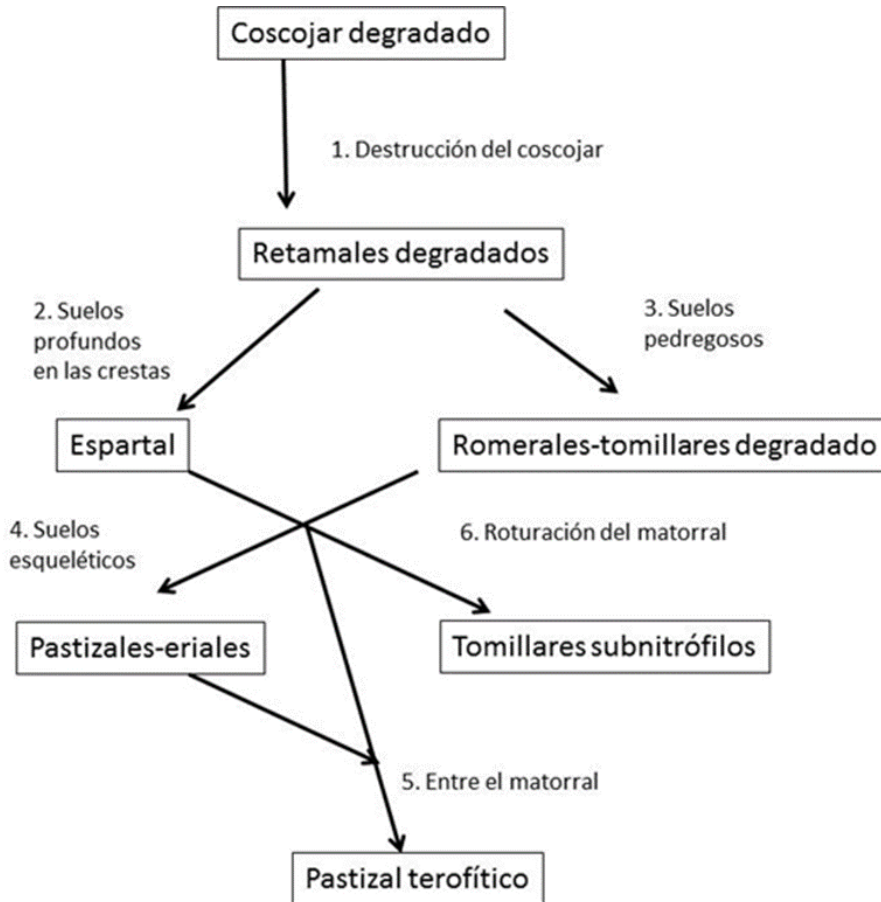 Coscojar degradado
1. Destrucción del coscojar
Retamales degradados
2. Suelos
profundos
en las crestas
3. Suelos
pedregosos
Espartal
Romerales-tomillares degradado
4. Suelos
esqueléticos
6. Roturación del matorral
Pastizales-eriales
Tomillares subnitrófilos
5. Entre el matorral
Pastizal terofítico